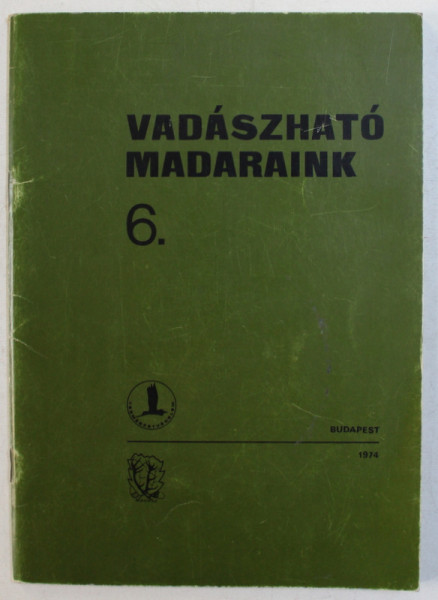 VADÁSZHATÓ
MADARAINK
6.
BUDAPEST
1974